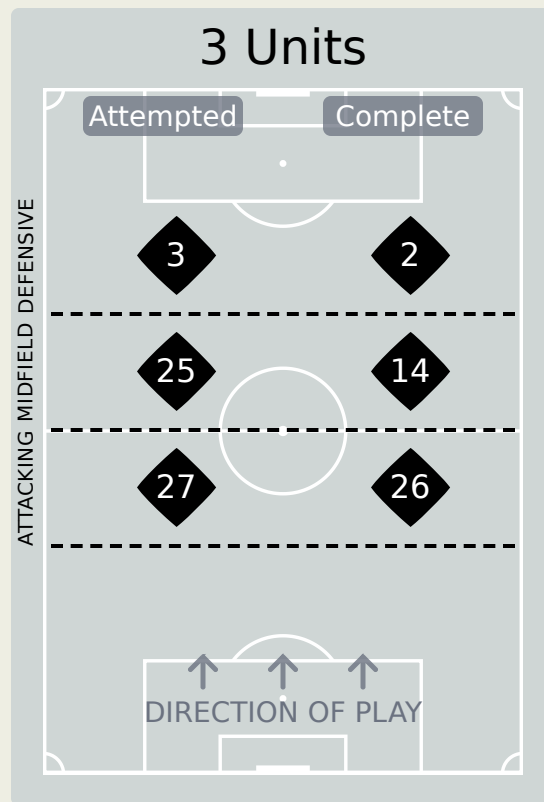 3 Units
Attempted Complete
3 2
25 14
27 26
ATTACKING MIDFIELD DEFENSIVE
DIRECTION OF PLAY